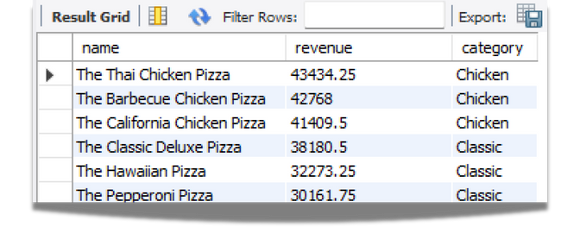 Result Grid Filter Rows: Export:
name revenue category
The Thai Chicken Pizza 43434.25 Chicken
The Barbecue Chicken Pizza 42768 Chicken
The California Chicken Pizza 41409.5 Chicken
The Classic Deluxe Pizza 38180.5 Classic
The Hawaiian Pizza 32273.25 Classic
The Pepperoni Pizza 30161.75 Classic